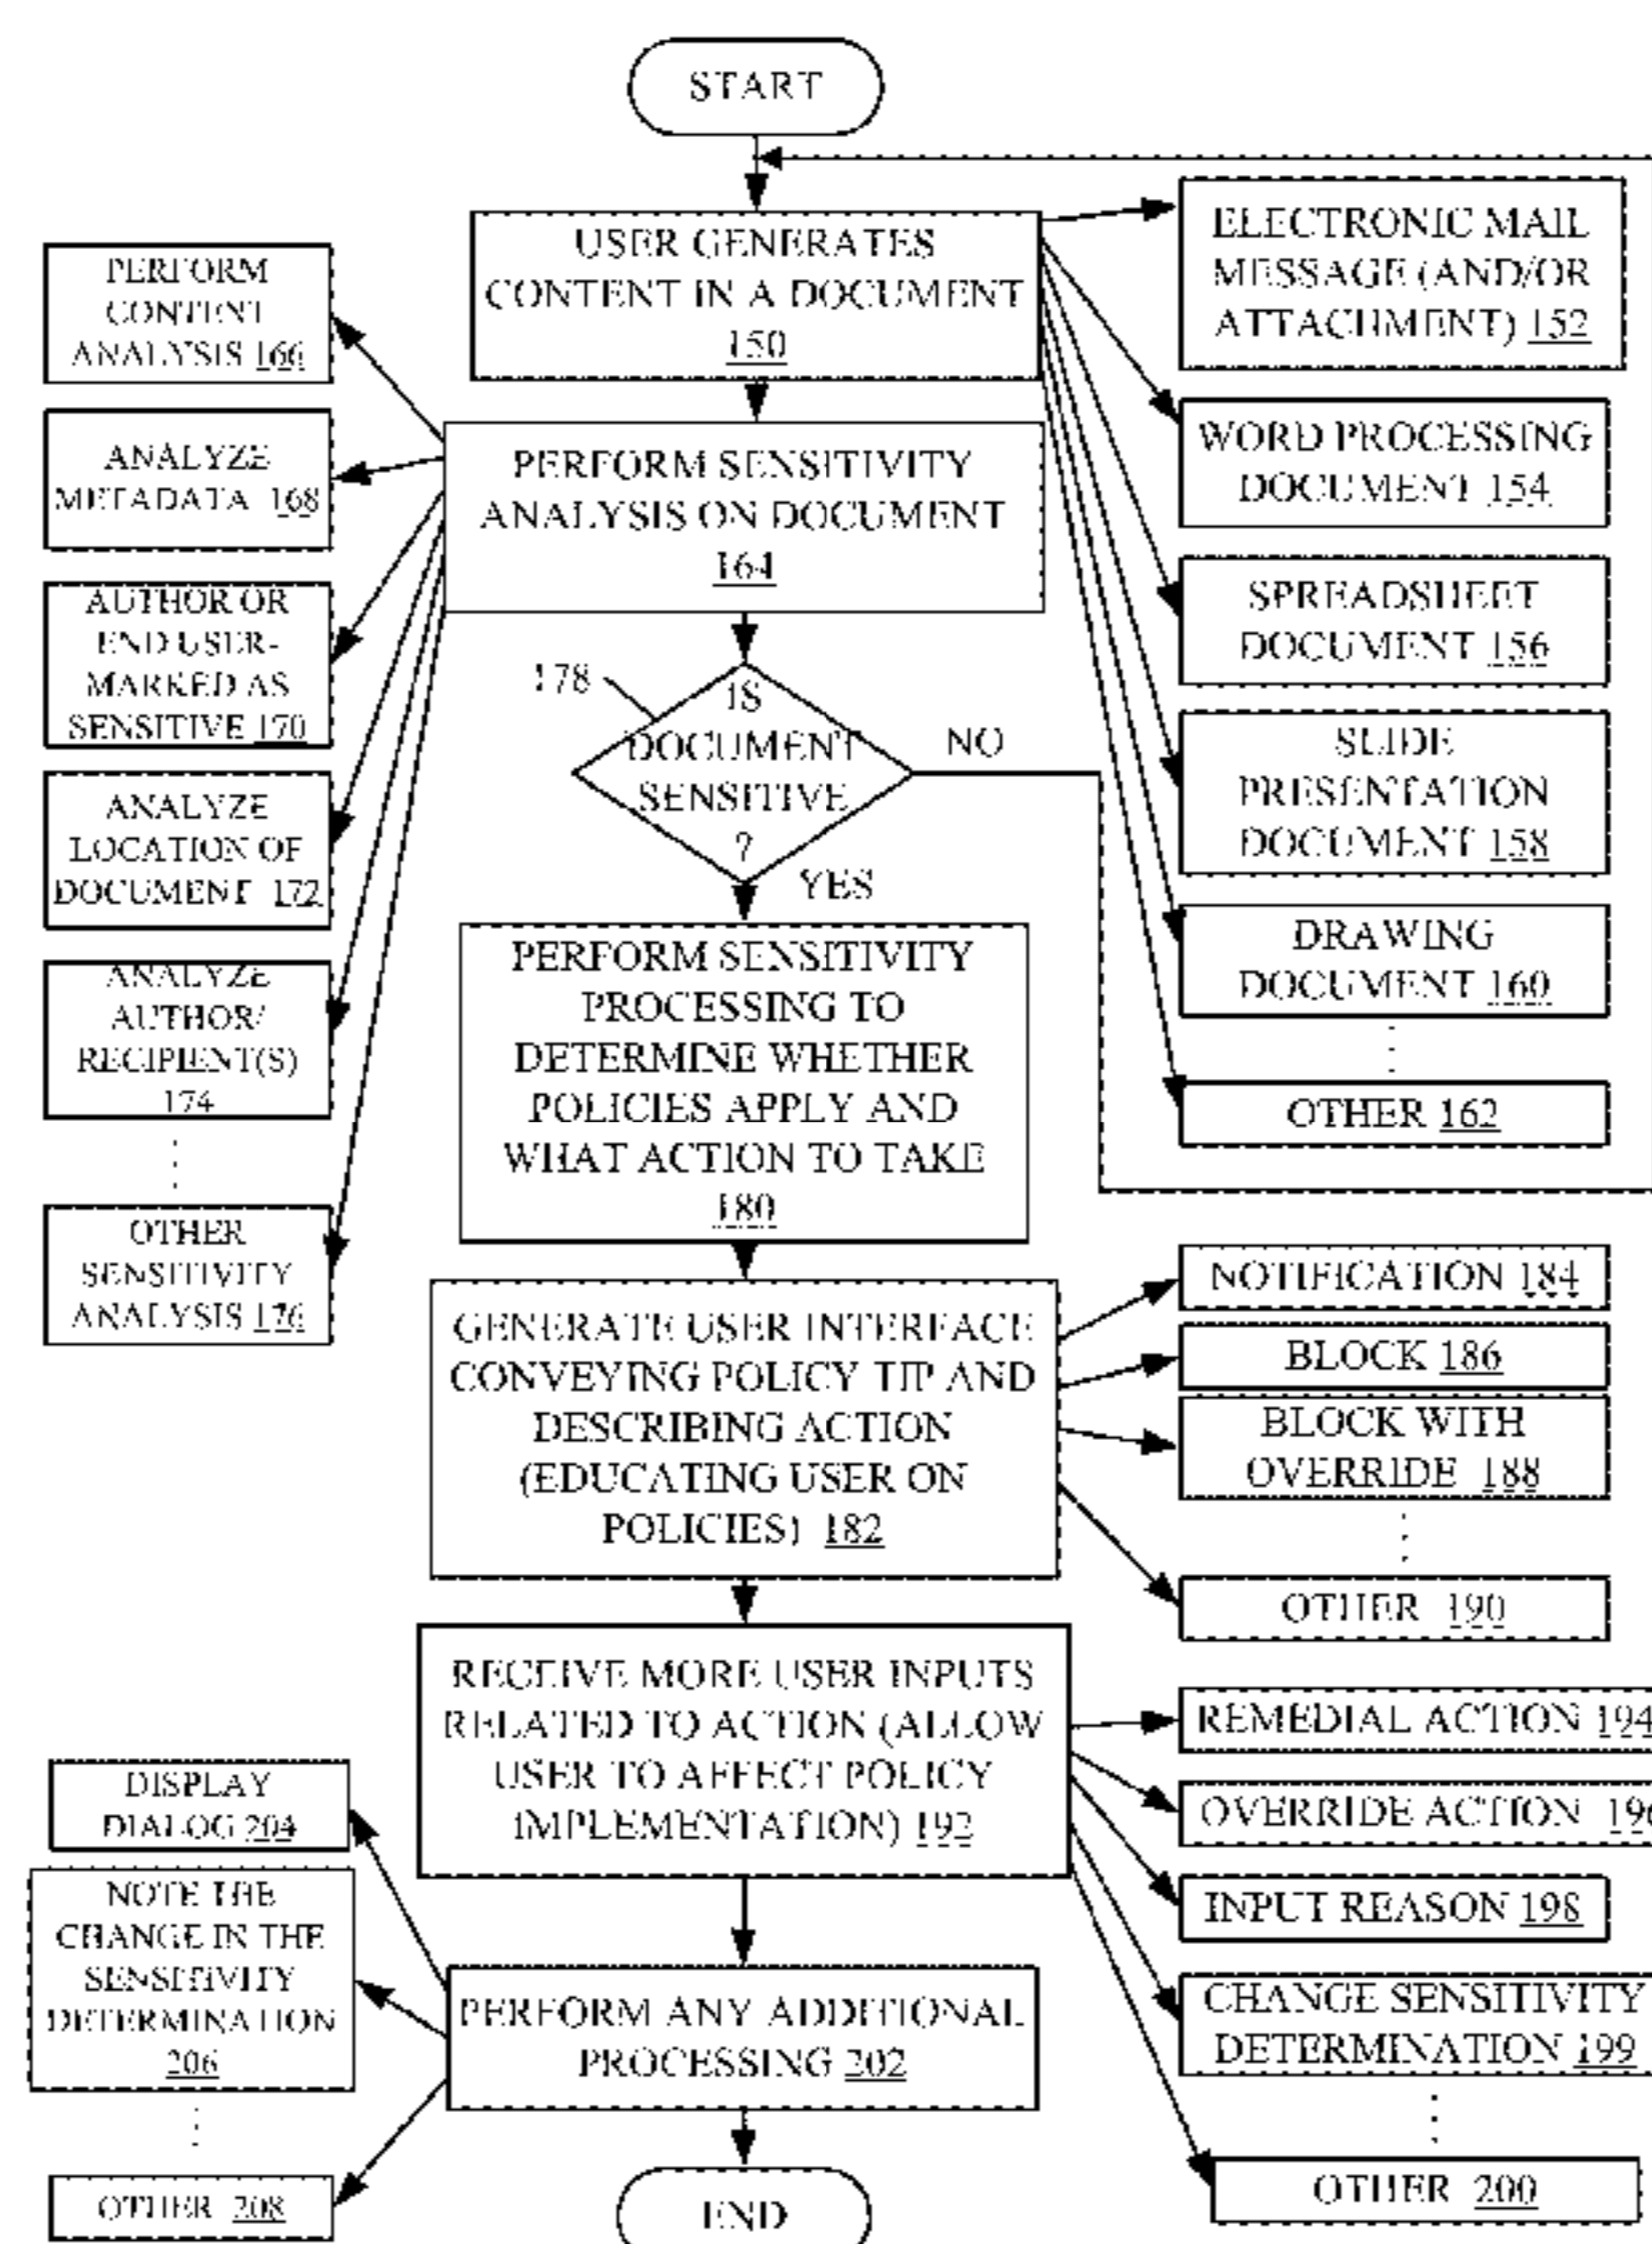 START
USER GENERATES
CONTENT IN A DOCUMENT
150
ELECTRONIC MAIL
MESSAGE (AND/OR
ATTACHMENT) 152
WORD PROCESSING
DOCUMENT 154
SPREADSHEET
DOCUMENT 156
SLIDE
PRESENTATION
DOCUMENT 158
DRAWING
DOCUMENT 160
OTHER 162
PERFORM SENSITIVITY
ANALYSIS ON DOCUMENT
164
PERFORM
CONTENT
ANALYSIS 166
ANALYZE
METADATA 168
AUTHOR OR
END USER-
MARKED AS
SENSITIVE 170
ANALYZE
LOCATION OF
DOCUMENT 172
ANALYZE
AUTHOR/
RECIPIENT(S)
174
OTHER
SENSITIVITY
ANALYSIS 176
178
IS
DOCUMENT
SENSITIVE
?
NO
YES
PERFORM SENSITIVITY
PROCESSING TO
DETERMINE WHETHER
POLICIES APPLY AND
WHAT ACTION TO TAKE
180
GENERATE USER INTERFACE
CONVEYING POLICY TIP AND
DESCRIBING ACTION
(EDUCATING USER ON
POLICIES) 182
NOTIFICATION 184
BLOCK 186
BLOCK WITH
OVERRIDE 188
OTHER 190
RECEIVE MORE USER INPUTS
RELATED TO ACTION (ALLOW
USER TO AFFECT POLICY
IMPLEMENTATION) 192
REMEDIAL ACTION 194
OVERRIDE ACTION 196
INPUT REASON 198
CHANGE SENSITIVITY
DETERMINATION 199
OTHER 200
PERFORM ANY ADDITIONAL
PROCESSING 202
DISPLAY
DIALOG 204
NOTE THE
CHANGE IN THE
SENSITIVITY
DETERMINATION
206
OTHER 208
END